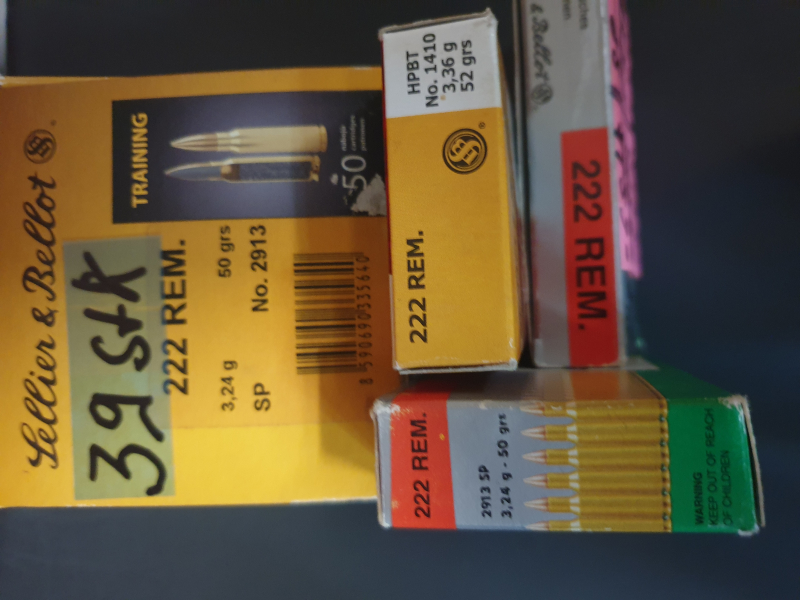 Sellier & Bellot
TRAINING
50
39 Stk
222 REM.
3,24 g 50 grs
SP No. 2913
8 590690 335640
HPBT
No. 1410
3,36 g
52 grs
222 REM.
& Bellot
222 REM.
222 REM.
2913 SP
3,24 g - 50 grs
WARNING
KEEP OUT OF REACH
OF CHILDREN